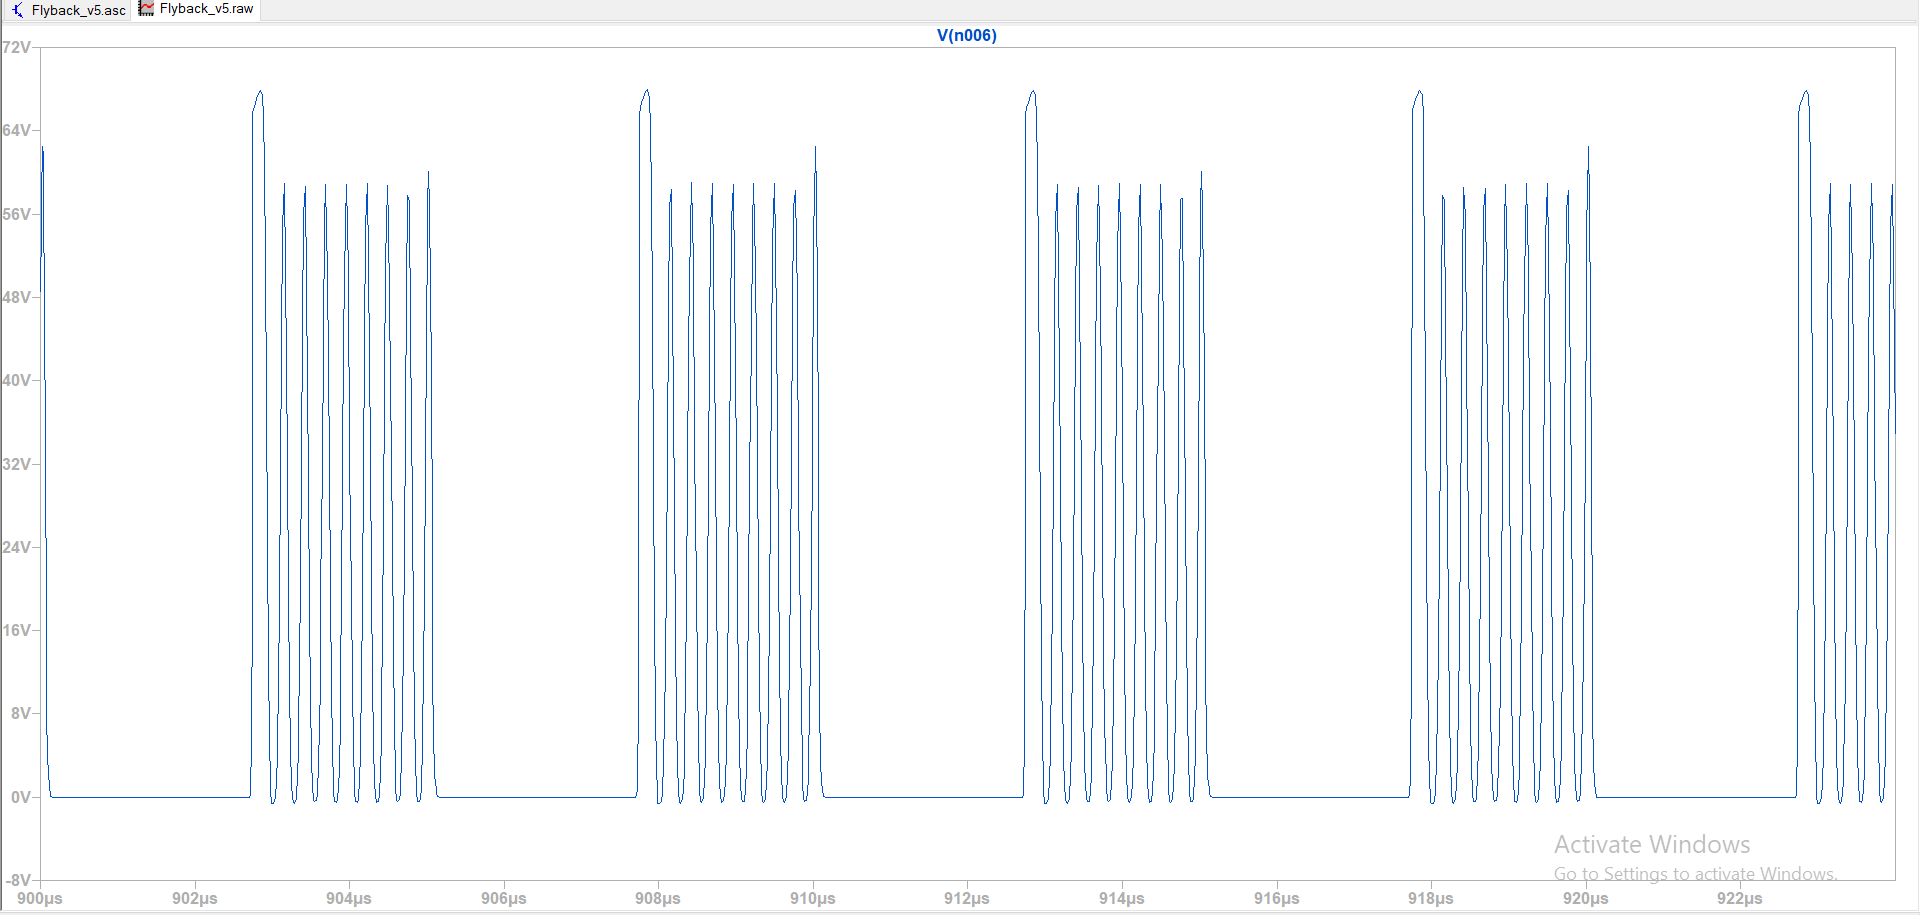 Flyback_v5.asc Flyback_v5.raw
V(n006)
72V
64V
56V
48V
40V
32V
24V
16V
8V
0V
-8V
900µs 902µs 904µs 906µs 908µs 910µs 912µs 914µs 916µs 918µs 920µs 922µs
Activate Windows
Go to Settings to activate Windows.